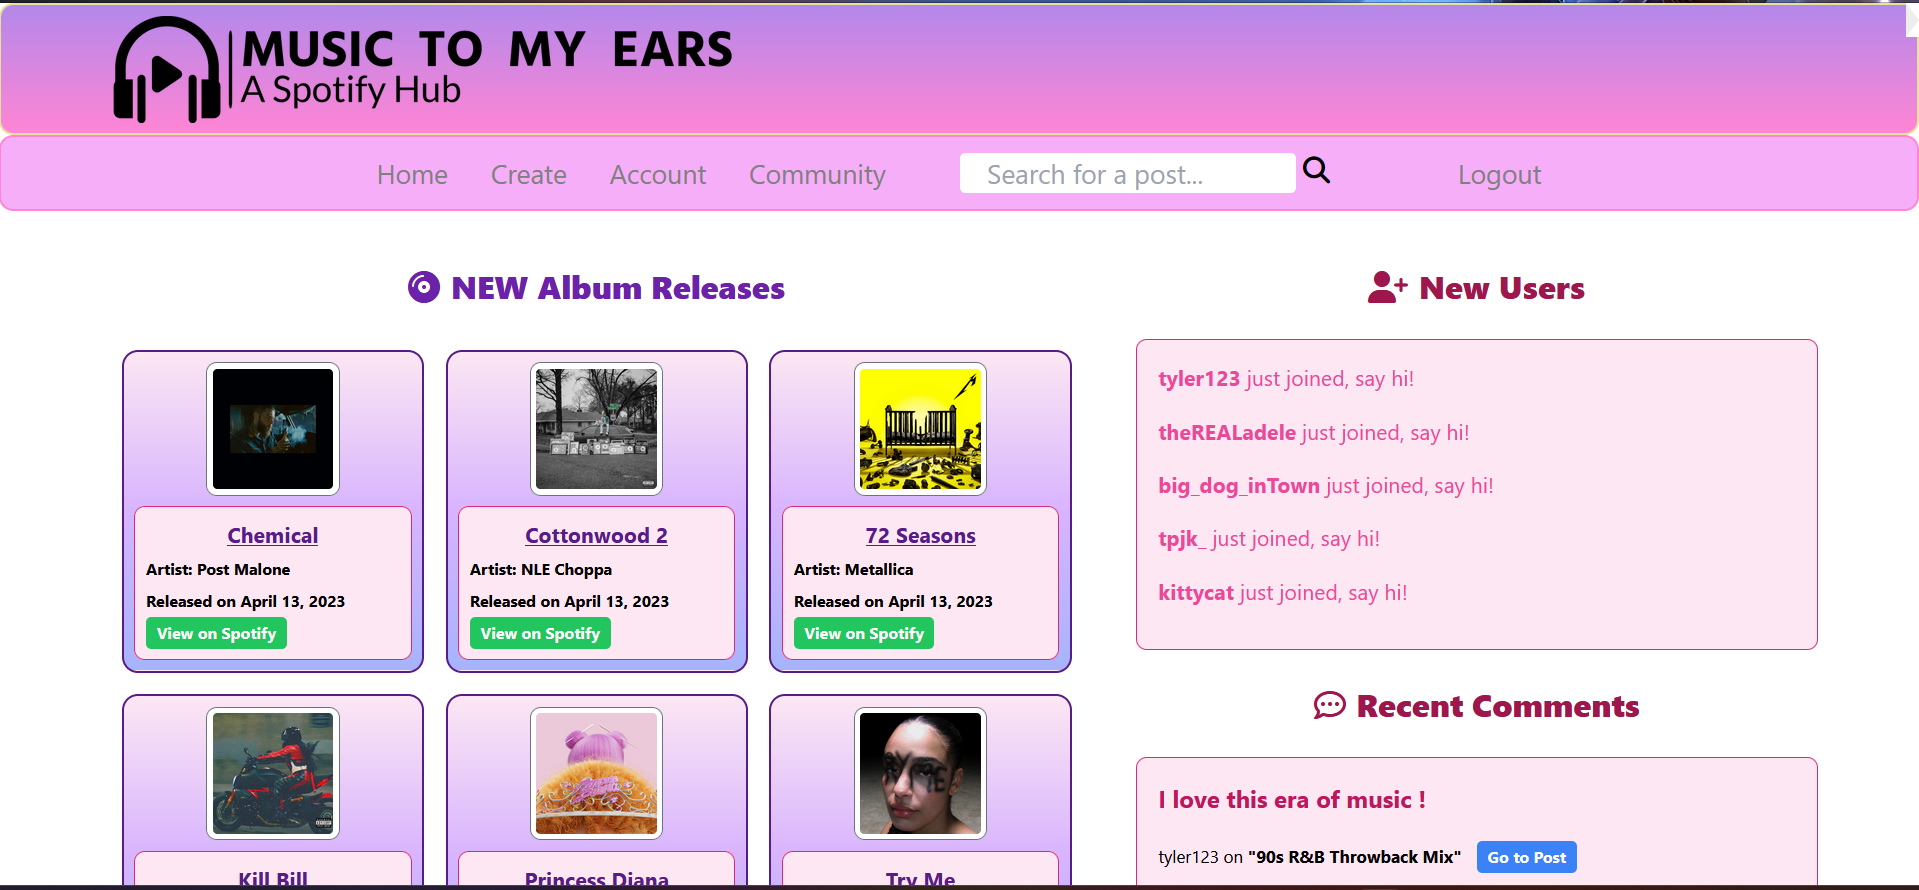 MUSIC TO MY EARS
A Spotify Hub
Home Create Account Community Search for a post... Logout
NEW Album Releases
Chemical
Artist: Post Malone
Released on April 13, 2023
View on Spotify
Cottonwood 2
Artist: NLE Choppa
Released on April 13, 2023
View on Spotify
72 Seasons
Artist: Metallica
Released on April 13, 2023
View on Spotify
Kill Bill
Princess Diana
Try Me
New Users
tyler123 just joined, say hi!
theREALadele just joined, say hi!
big_dog_inTown just joined, say hi!
tpjk_ just joined, say hi!
kittycat just joined, say hi!
Recent Comments
I love this era of music !
tyler123 on "90s R&B Throwback Mix" Go to Post